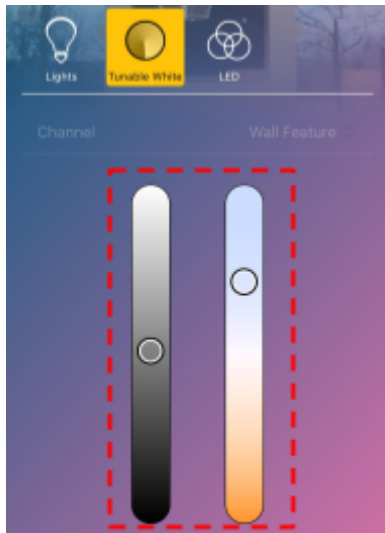 Lights
Tunable White
LED
Channel
Wall Feature